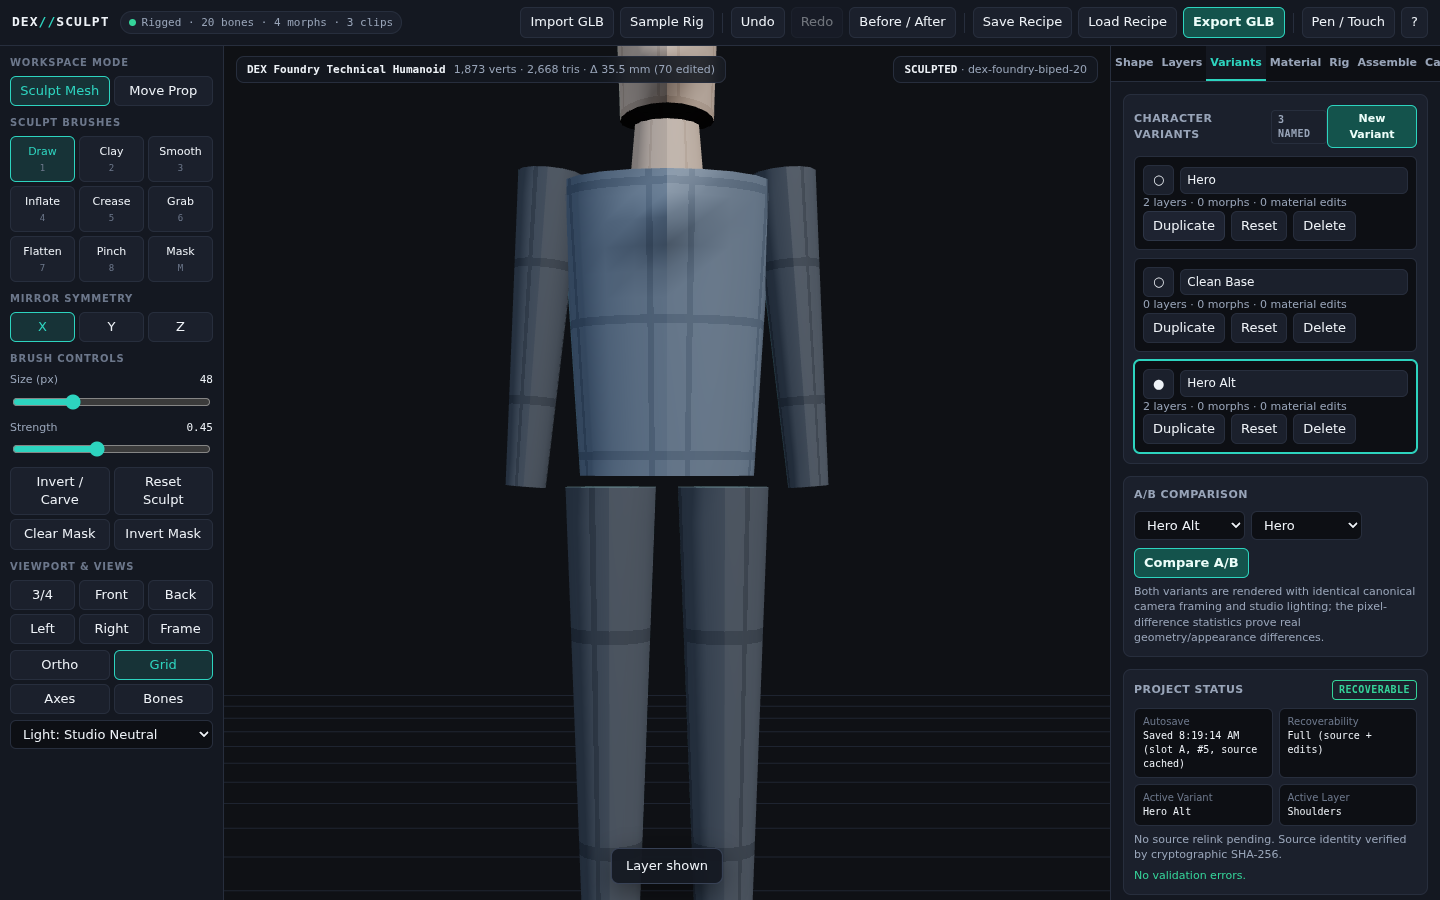 DEX//SCULPT
Rigged · 20 bones · 4 morphs · 3 clips
Import GLB
Sample Rig
Undo
Redo
Before / After
Save Recipe
Load Recipe
Export GLB
Pen / Touch
?
WORKSPACE MODE
Sculpt Mesh
Move Prop
SCULPT BRUSHES
Draw
1
Clay
2
Smooth
3
Inflate
4
Crease
5
Grab
6
Flatten
7
Pinch
8
Mask
M
MIRROR SYMMETRY
X
Y
Z
BRUSH CONTROLS
Size (px) 48
Strength 0.45
Invert /
Carve
Reset
Sculpt
Clear Mask
Invert Mask
VIEWPORT & VIEWS
3/4
Front
Back
Left
Right
Frame
Ortho
Grid
Axes
Bones
Light: Studio Neutral
DEX Foundry Technical Humanoid 1,873 verts · 2,668 tris · Δ 35.5 mm (70 edited)
SCULPTED · dex-foundry-biped-20
Layer shown
Shape
Layers
Variants
Material
Rig
Assemble
Ca
CHARACTER
VARIANTS
3
NAMED
New
Variant
Hero
2 layers · 0 morphs · 0 material edits
Duplicate
Reset
Delete
Clean Base
0 layers · 0 morphs · 0 material edits
Duplicate
Reset
Delete
Hero Alt
2 layers · 0 morphs · 0 material edits
Duplicate
Reset
Delete
A/B COMPARISON
Hero Alt
Hero
Compare A/B
Both variants are rendered with identical canonical
camera framing and studio lighting; the pixel-
difference statistics prove real
geometry/appearance differences.
PROJECT STATUS
RECOVERABLE
Autosave
Saved 8:19:14 AM
(slot A, #5, source
cached)
Recoverability
Full (source +
edits)
Active Variant
Hero Alt
Active Layer
Shoulders
No source relink pending. Source identity verified
by cryptographic SHA-256.
No validation errors.